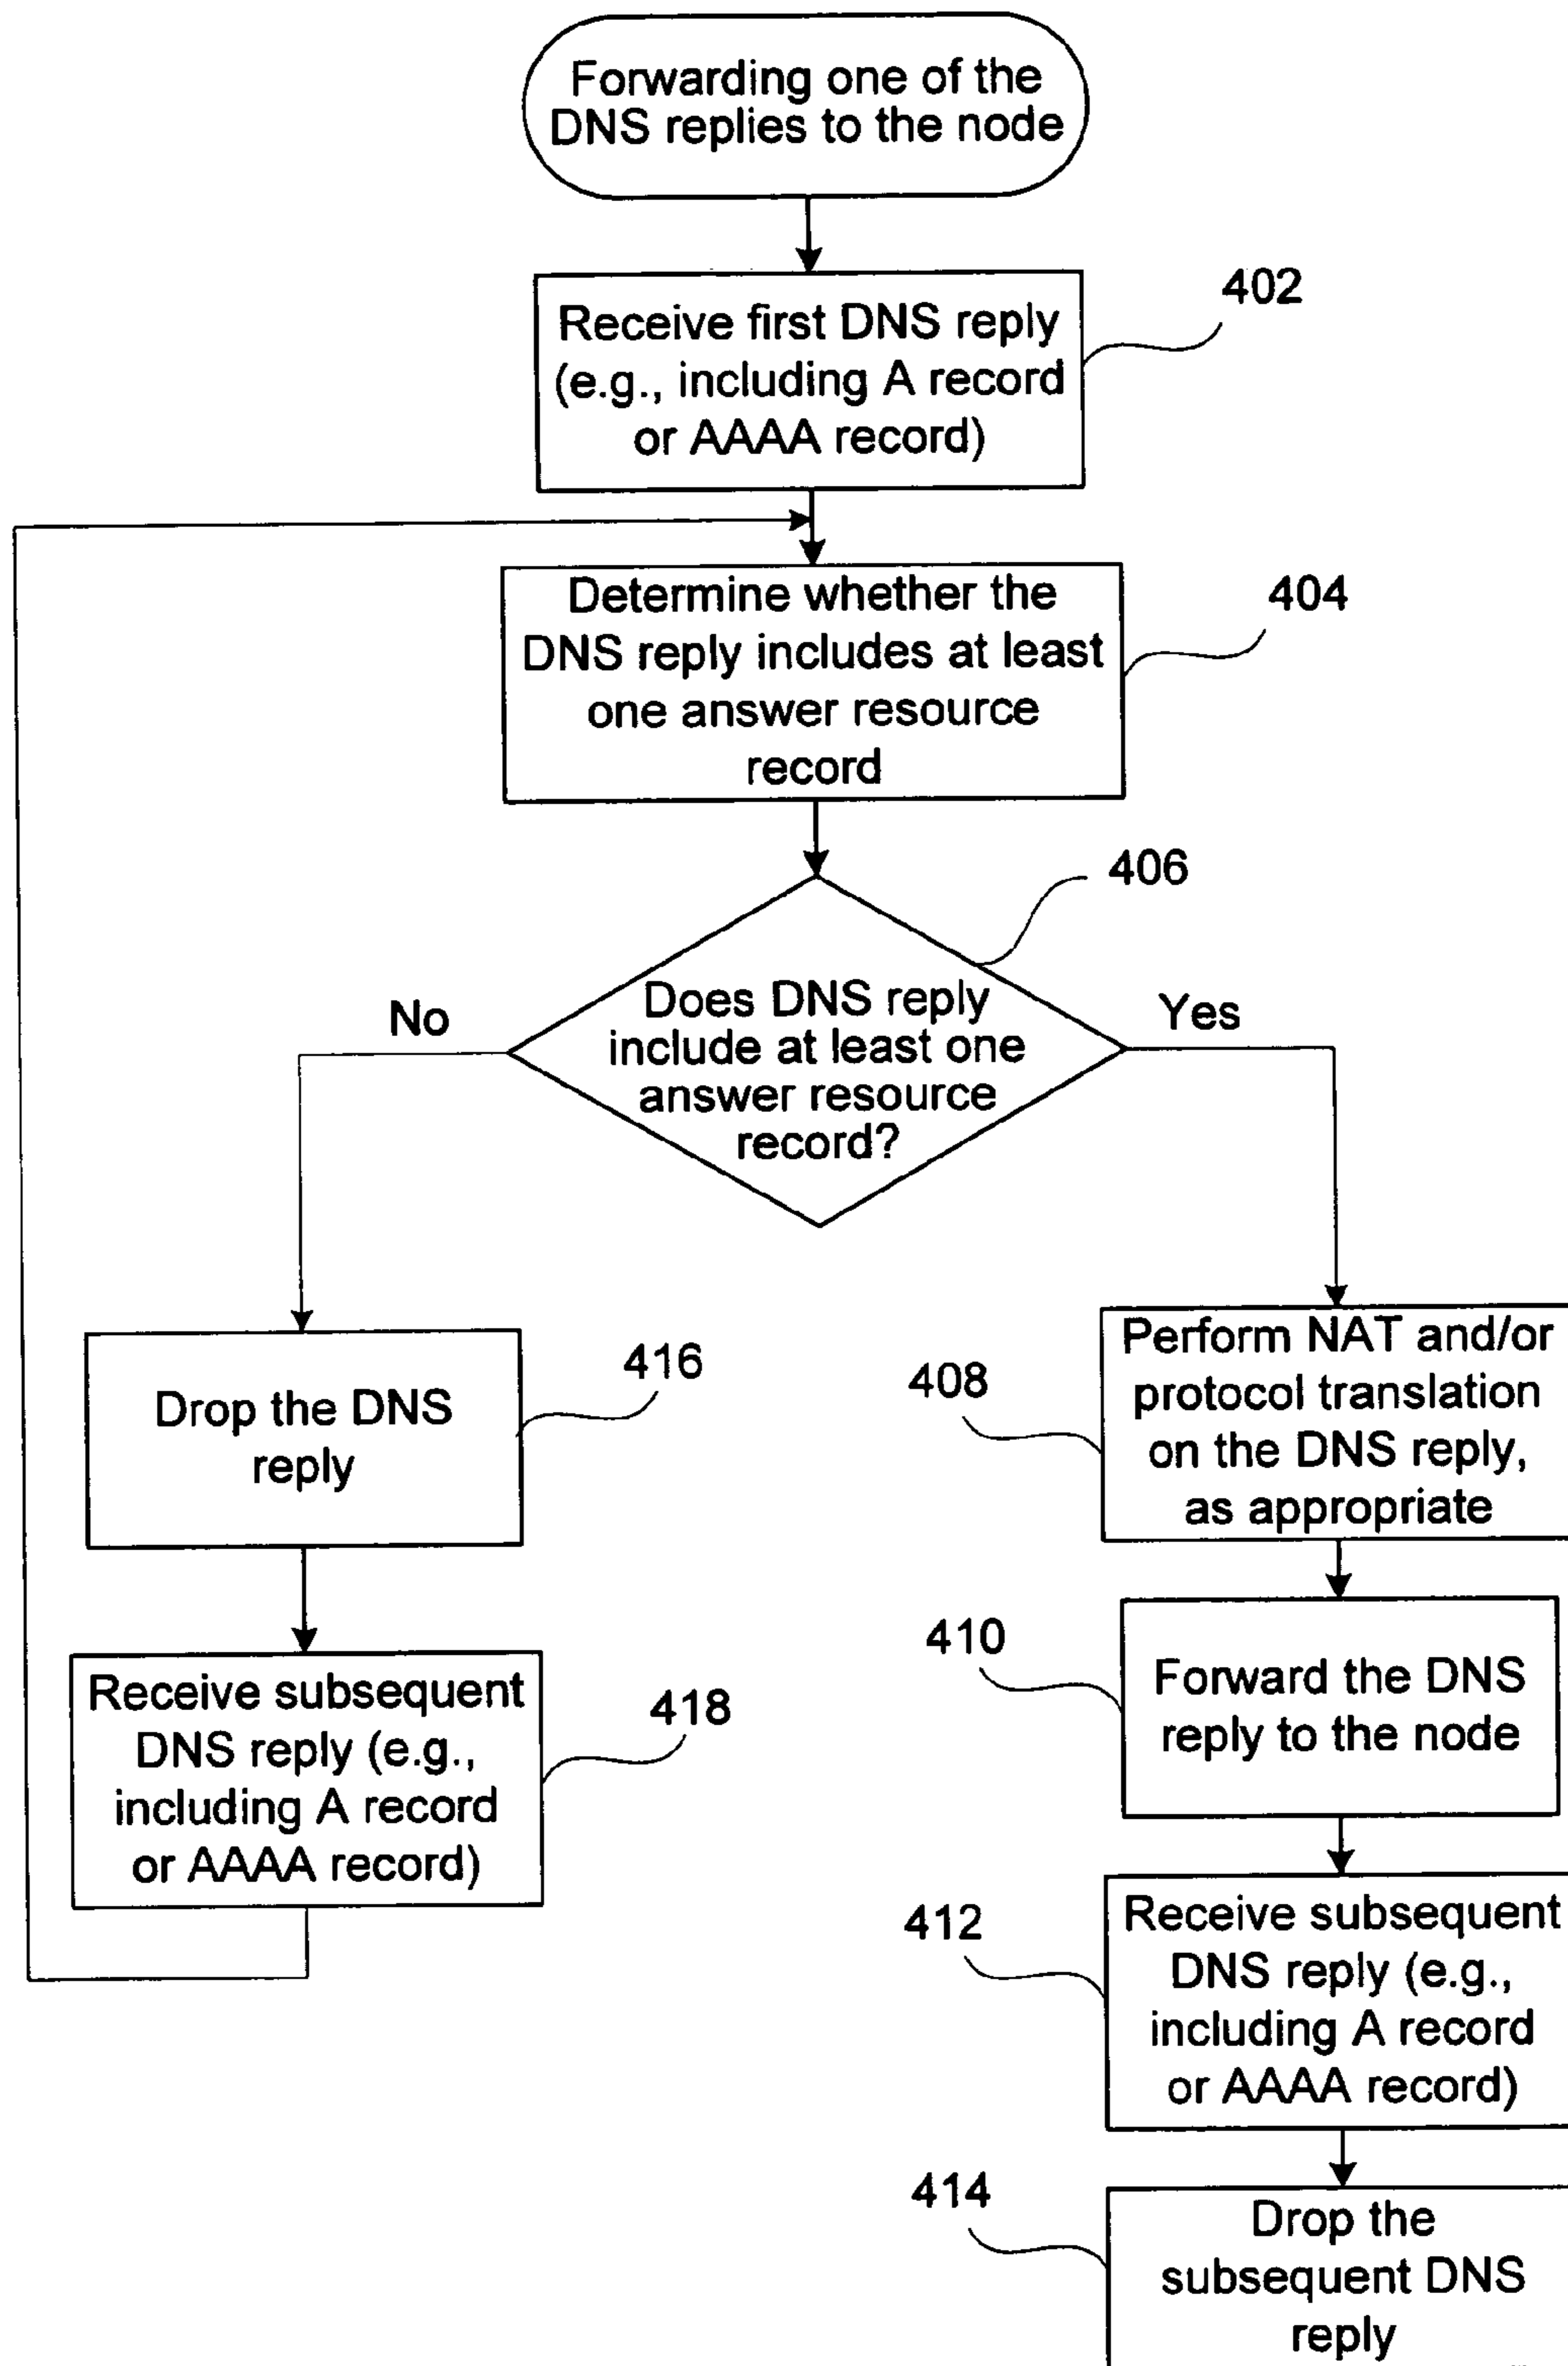 Forwarding one of the
DNS replies to the node
402
Receive first DNS reply
(e.g., including A record
or AAAA record)
404
Determine whether the
DNS reply includes at least
one answer resource
record
406
No
Does DNS reply
include at least one
answer resource
record?
Yes
416
Drop the DNS
reply
408
Perform NAT and/or
protocol translation
on the DNS reply,
as appropriate
418
Receive subsequent
DNS reply (e.g.,
including A record
or AAAA record)
410
Forward the DNS
reply to the node
412
Receive subsequent
DNS reply (e.g.,
including A record
or AAAA record)
414
Drop the
subsequent DNS
reply